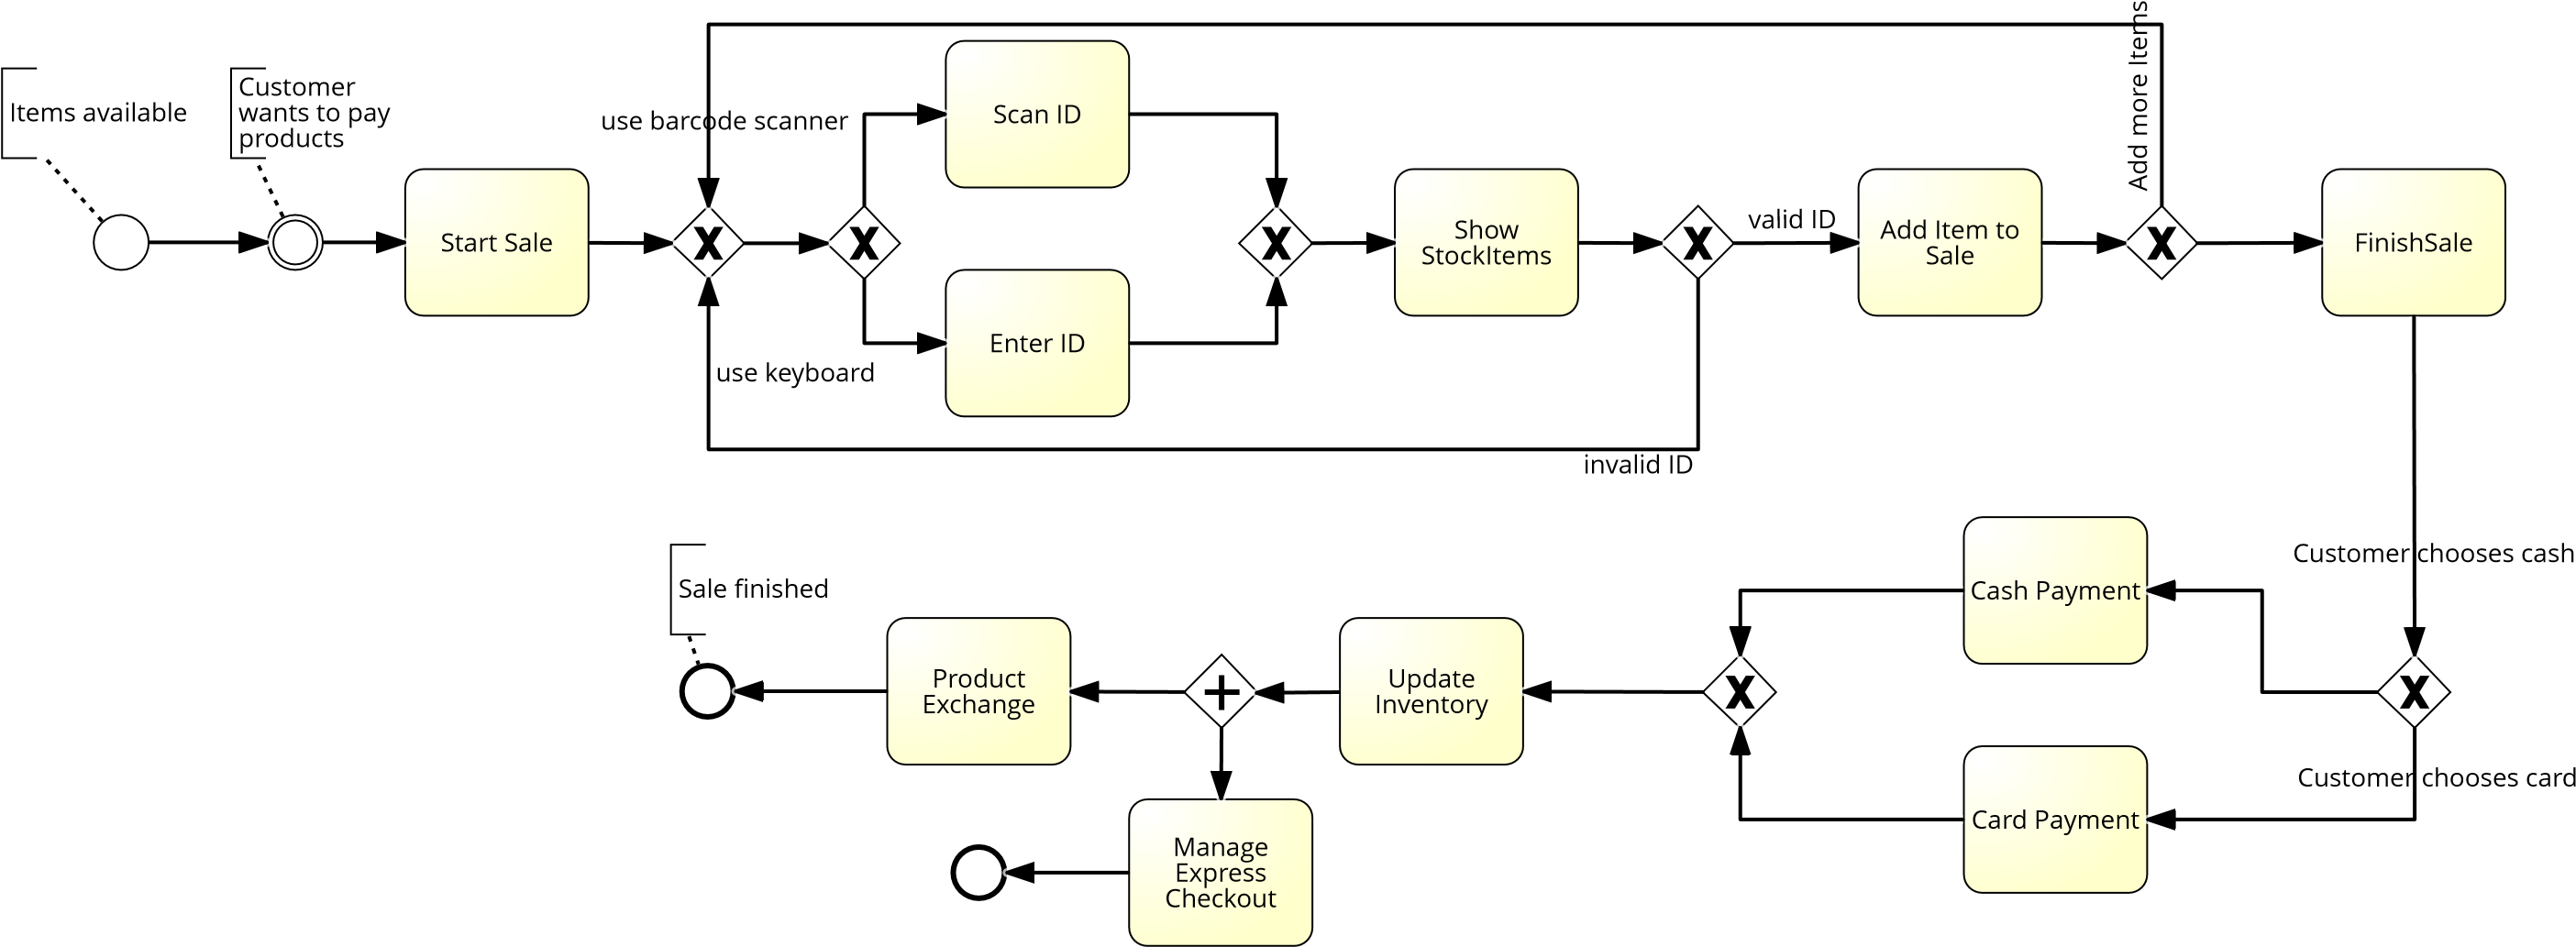 Items available
Customer
wants to pay
products
Start Sale
use barcode scanner
use keyboard
Scan ID
Enter ID
Show
StockItems
valid ID
invalid ID
Add Item to
Sale
Add more Items
FinishSale
Customer chooses cash
Customer chooses card
Cash Payment
Card Payment
Update
Inventory
Product
Exchange
Manage
Express
Checkout
Sale finished